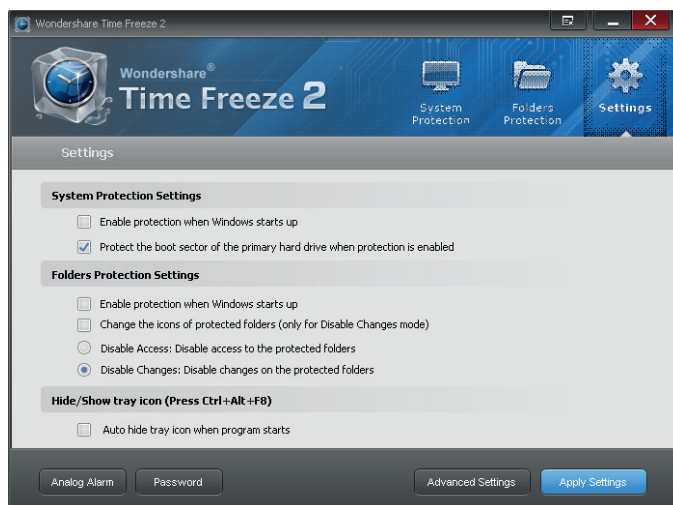 Wondershare Time Freeze 2
Wondershare®
Time Freeze 2
System Protection
Folders Protection
Settings
Settings
System Protection Settings
Enable protection when Windows starts up
Protect the boot sector of the primary hard drive when protection is enabled
Folders Protection Settings
Enable protection when Windows starts up
Change the icons of protected folders (only for Disable Changes mode)
Disable Access: Disable access to the protected folders
Disable Changes: Disable changes on the protected folders
Hide/Show tray icon (Press Ctrl+Alt+F8)
Auto hide tray icon when program starts
Analog Alarm
Password
Advanced Settings
Apply Settings